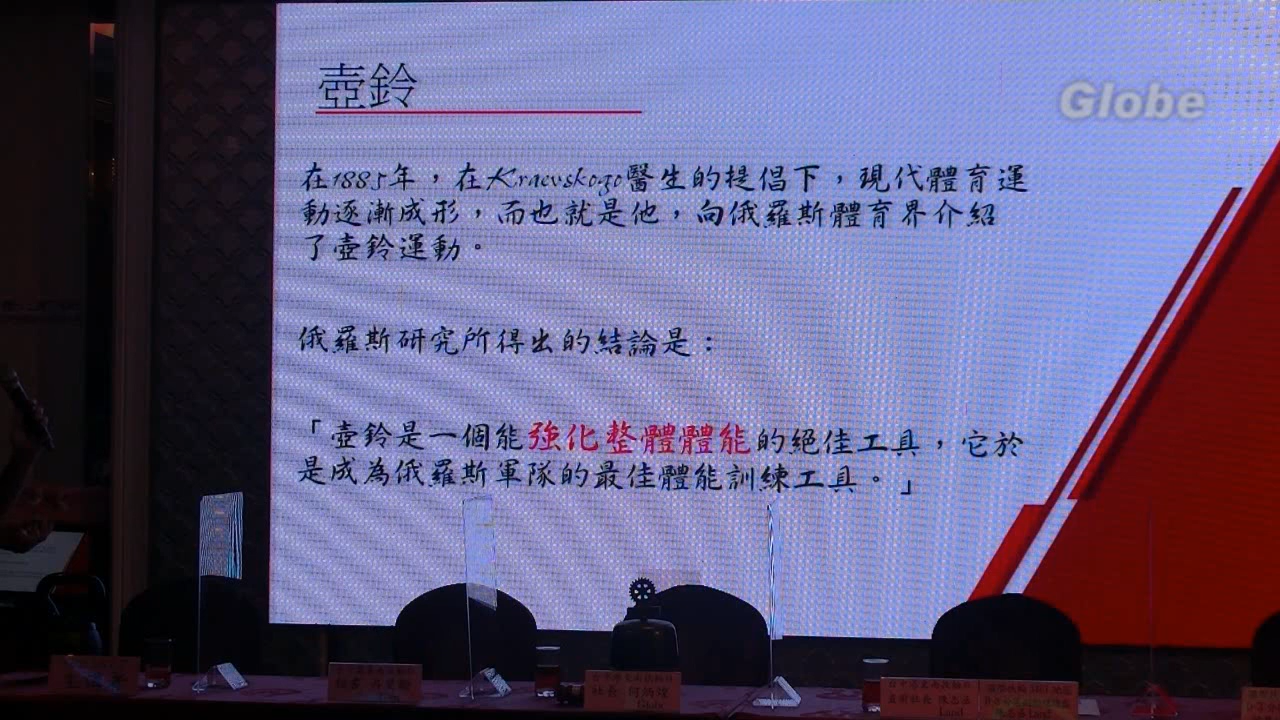 壺鈴
Globe
在1885年，在Kraevskogo醫生的提倡下，現代體育運
動逐漸成形，而也就是他，向俄羅斯體育界介紹
了壺鈴運動。
俄羅斯研究所得出的結論是：
「壺鈴是一個能強化整體體能的絕佳工具，它於
是成為俄羅斯軍隊的最佳體能訓練工具。」
社長
Globe
Land